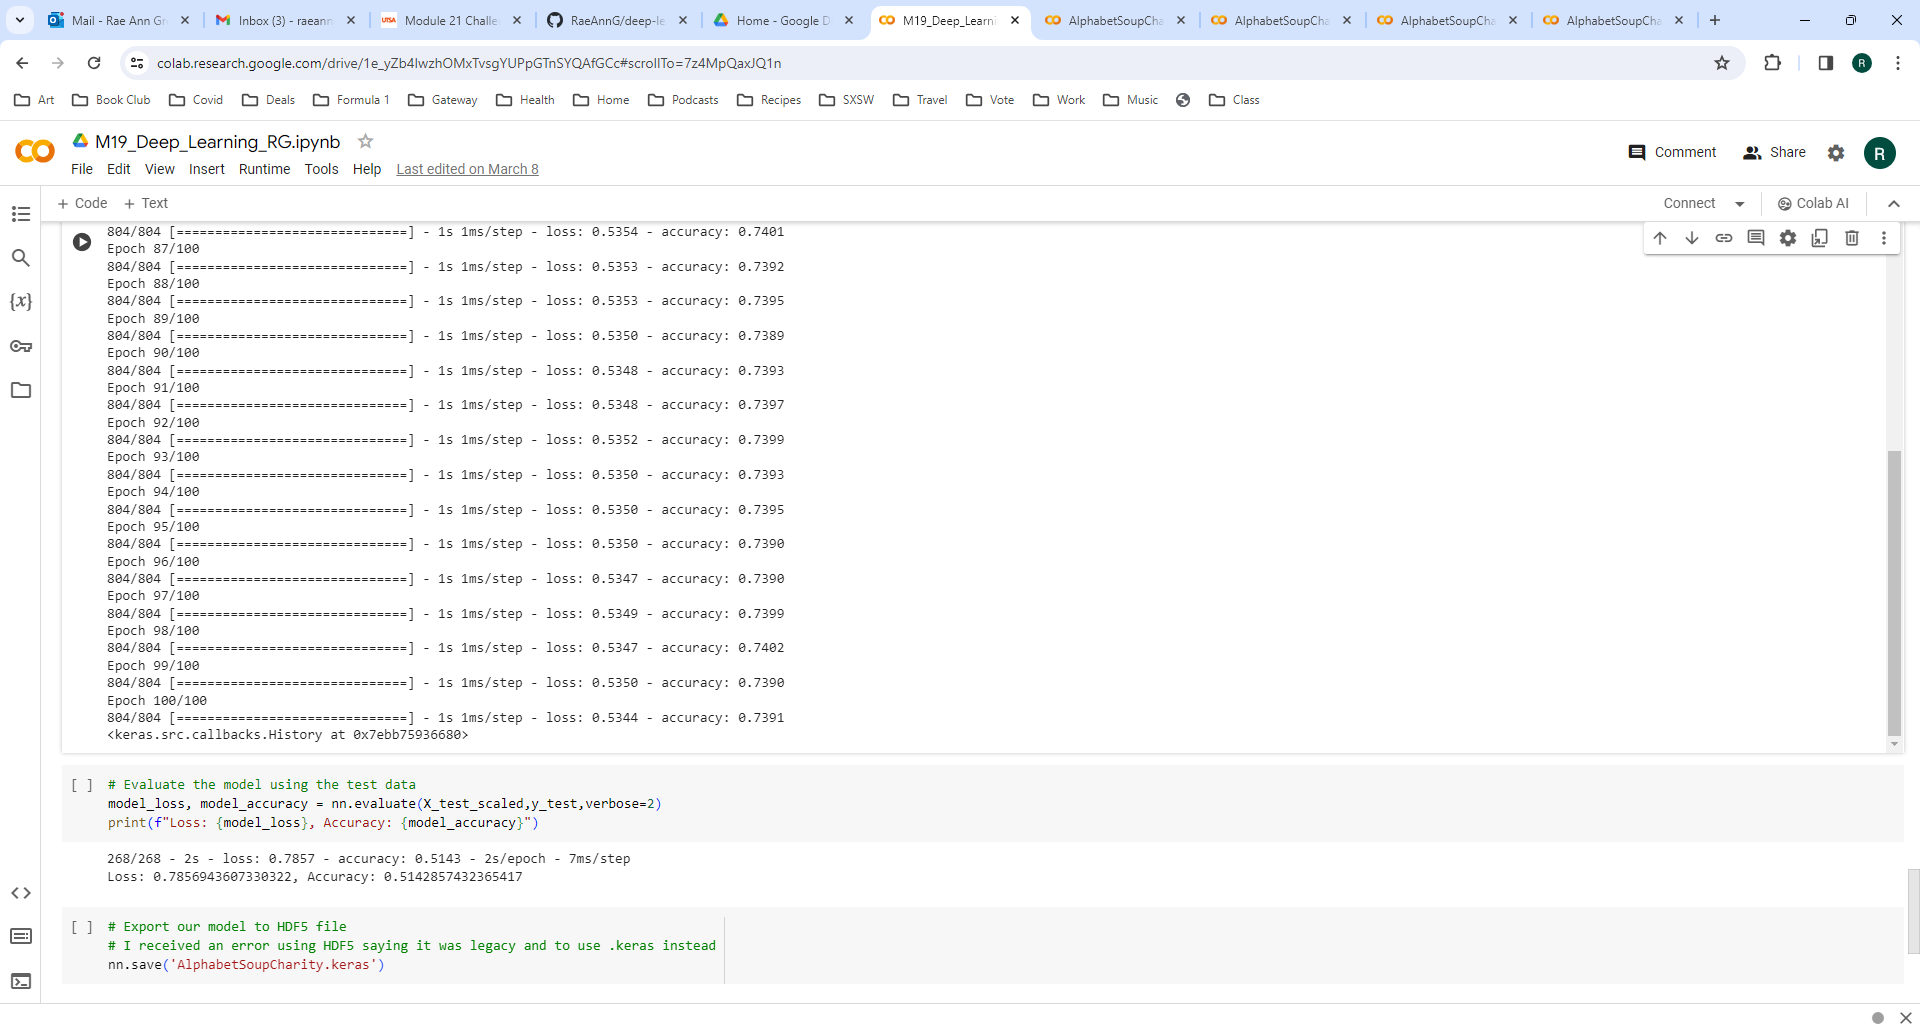 Mail - Rae Ann Gr
Inbox (3) - raeann
UTSA Module 21 Challe
RaeAnnG/deep-le
Home - Google D
M19_Deep_Learni
AlphabetSoupCha
AlphabetSoupCha
AlphabetSoupCha
AlphabetSoupCha
colab.research.google.com/drive/1e_yZb4IwzhOMxTvsgYUPpGTnSYQAfGCc#scrollTo=7z4MpQaxJQ1n
R
Art Book Club Covid Deals Formula 1 Gateway Health Home Podcasts Recipes SXSW Travel Vote Work Music Class
M19_Deep_Learning_RG.ipynb
File Edit View Insert Runtime Tools Help Last edited on March 8
Comment Share R
+ Code + Text
Connect Colab AI
804/804 [==============================] - 1s 1ms/step - loss: 0.5354 - accuracy: 0.7401
Epoch 87/100
804/804 [==============================] - 1s 1ms/step - loss: 0.5353 - accuracy: 0.7392
Epoch 88/100
804/804 [==============================] - 1s 1ms/step - loss: 0.5353 - accuracy: 0.7395
Epoch 89/100
804/804 [==============================] - 1s 1ms/step - loss: 0.5350 - accuracy: 0.7389
Epoch 90/100
804/804 [==============================] - 1s 1ms/step - loss: 0.5348 - accuracy: 0.7393
Epoch 91/100
804/804 [==============================] - 1s 1ms/step - loss: 0.5348 - accuracy: 0.7397
Epoch 92/100
804/804 [==============================] - 1s 1ms/step - loss: 0.5352 - accuracy: 0.7399
Epoch 93/100
804/804 [==============================] - 1s 1ms/step - loss: 0.5350 - accuracy: 0.7393
Epoch 94/100
804/804 [==============================] - 1s 1ms/step - loss: 0.5350 - accuracy: 0.7395
Epoch 95/100
804/804 [==============================] - 1s 1ms/step - loss: 0.5350 - accuracy: 0.7390
Epoch 96/100
804/804 [==============================] - 1s 1ms/step - loss: 0.5347 - accuracy: 0.7390
Epoch 97/100
804/804 [==============================] - 1s 1ms/step - loss: 0.5349 - accuracy: 0.7399
Epoch 98/100
804/804 [==============================] - 1s 1ms/step - loss: 0.5347 - accuracy: 0.7402
Epoch 99/100
804/804 [==============================] - 1s 1ms/step - loss: 0.5350 - accuracy: 0.7390
Epoch 100/100
804/804 [==============================] - 1s 1ms/step - loss: 0.5344 - accuracy: 0.7391
<keras.src.callbacks.History at 0x7ebb75936680>
[ ] # Evaluate the model using the test data
model_loss, model_accuracy = nn.evaluate(X_test_scaled,y_test,verbose=2)
print(f"Loss: {model_loss}, Accuracy: {model_accuracy}")
268/268 - 2s - loss: 0.7857 - accuracy: 0.5143 - 2s/epoch - 7ms/step
Loss: 0.7856943607330322, Accuracy: 0.5142857432365417
[ ] # Export our model to HDF5 file
# I received an error using HDF5 saying it was legacy and to use .keras instead
nn.save('AlphabetSoupCharity.keras')